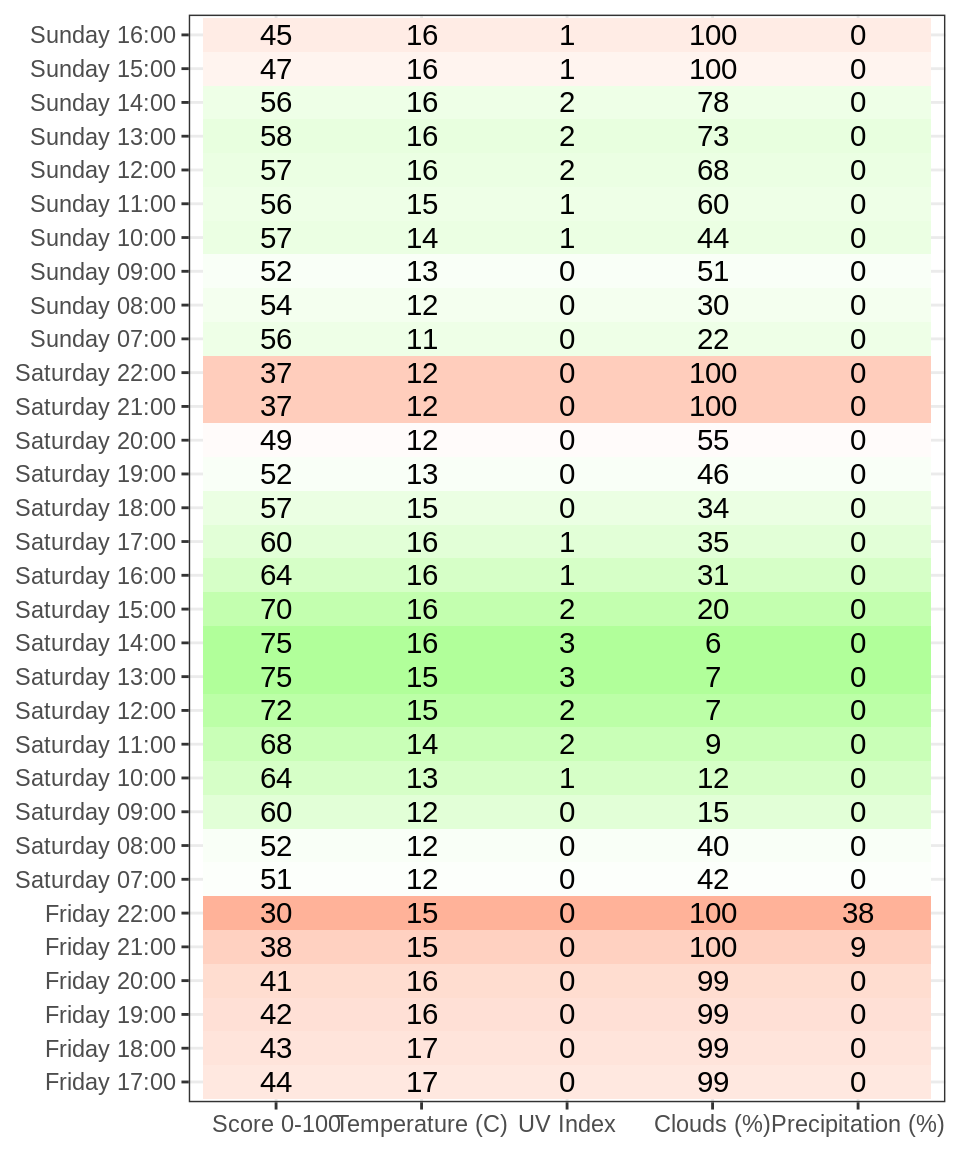 Sunday 16:00 45 16 1 100 0
Sunday 15:00 47 16 1 100 0
Sunday 14:00 56 16 2 78 0
Sunday 13:00 58 16 2 73 0
Sunday 12:00 57 16 2 68 0
Sunday 11:00 56 15 1 60 0
Sunday 10:00 57 14 1 44 0
Sunday 09:00 52 13 0 51 0
Sunday 08:00 54 12 0 30 0
Sunday 07:00 56 11 0 22 0
Saturday 22:00 37 12 0 100 0
Saturday 21:00 37 12 0 100 0
Saturday 20:00 49 12 0 55 0
Saturday 19:00 52 13 0 46 0
Saturday 18:00 57 15 0 34 0
Saturday 17:00 60 16 1 35 0
Saturday 16:00 64 16 1 31 0
Saturday 15:00 70 16 2 20 0
Saturday 14:00 75 16 3 6 0
Saturday 13:00 75 15 3 7 0
Saturday 12:00 72 15 2 7 0
Saturday 11:00 68 14 2 9 0
Saturday 10:00 64 13 1 12 0
Saturday 09:00 60 12 0 15 0
Saturday 08:00 52 12 0 40 0
Saturday 07:00 51 12 0 42 0
Friday 22:00 30 15 0 100 38
Friday 21:00 38 15 0 100 9
Friday 20:00 41 16 0 99 0
Friday 19:00 42 16 0 99 0
Friday 18:00 43 17 0 99 0
Friday 17:00 44 17 0 99 0
Score 0-100 Temperature (C) UV Index Clouds (%) Precipitation (%)